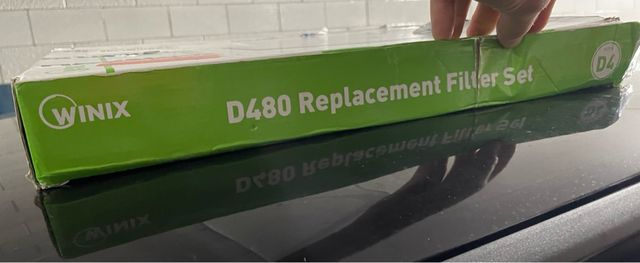 WINIX
D480 Replacement Filter Set
D4